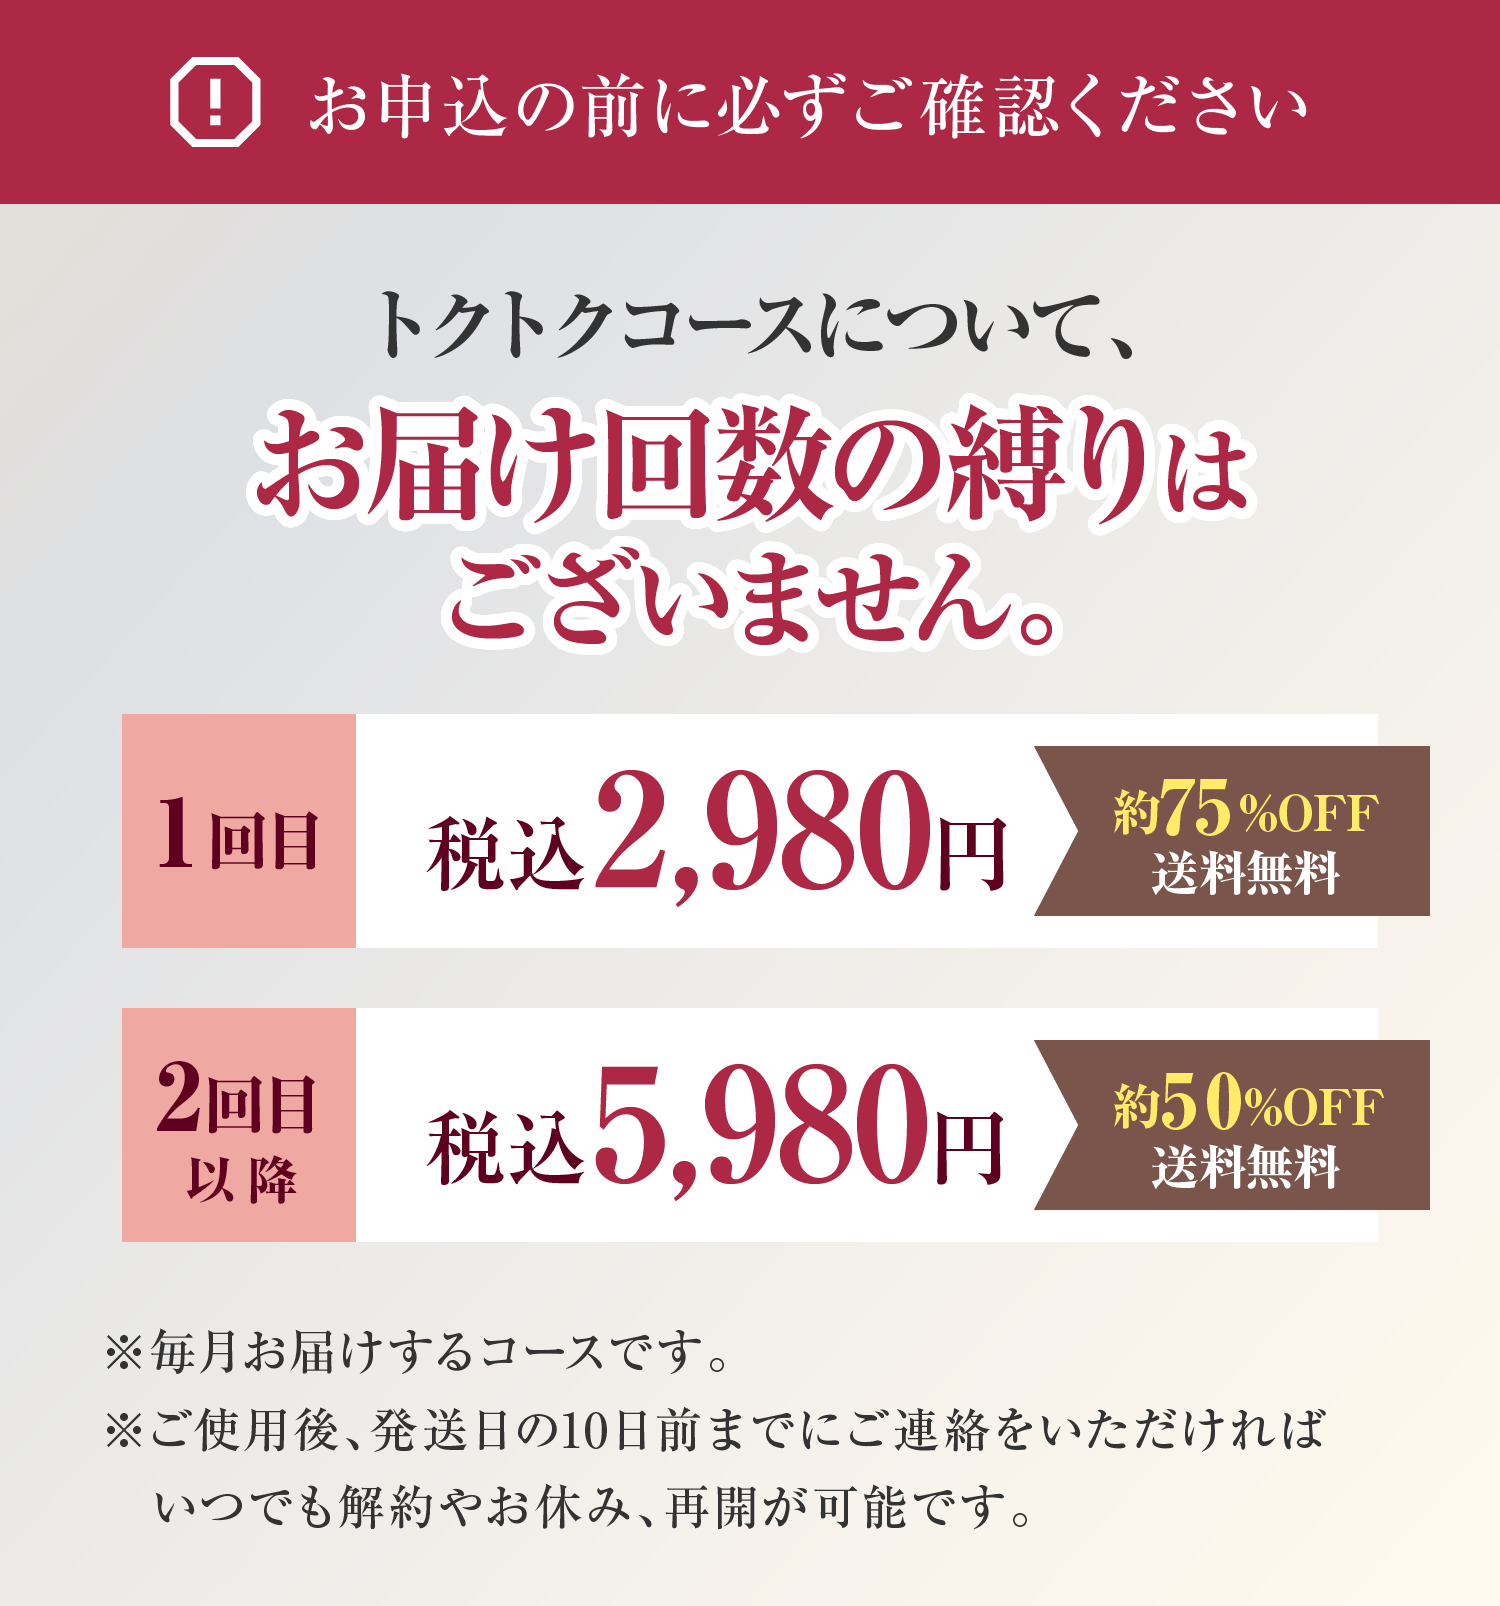 お申込の前に必ずご確認ください
トクトクコースについて、
お届け回数の縛りは
ございません。
1回目
税込2,980円
約75%OFF
送料無料
2回目
以降
税込5,980円
約50%OFF
送料無料
※毎月お届けするコースです。
※ご使用後、発送日の10日前までにご連絡をいただければ
いつでも解約やお休み、再開が可能です。